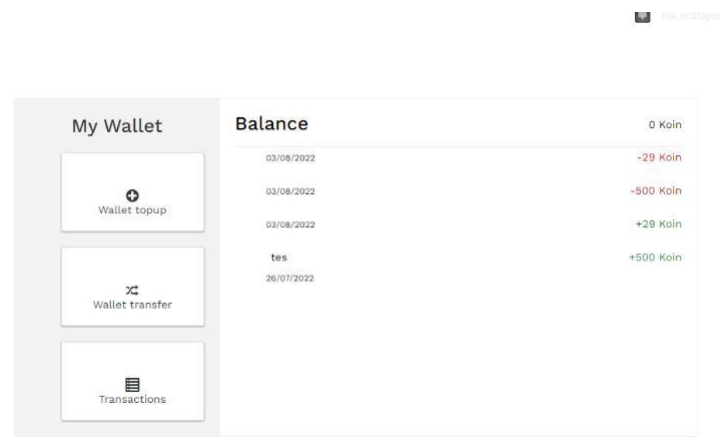 My Wallet
Wallet topup
Wallet transfer
Transactions
Balance
0 Koin
03/08/2022
-29 Koin
03/08/2022
-500 Koin
03/08/2022
+29 Koin
tes
+500 Koin
26/07/2022